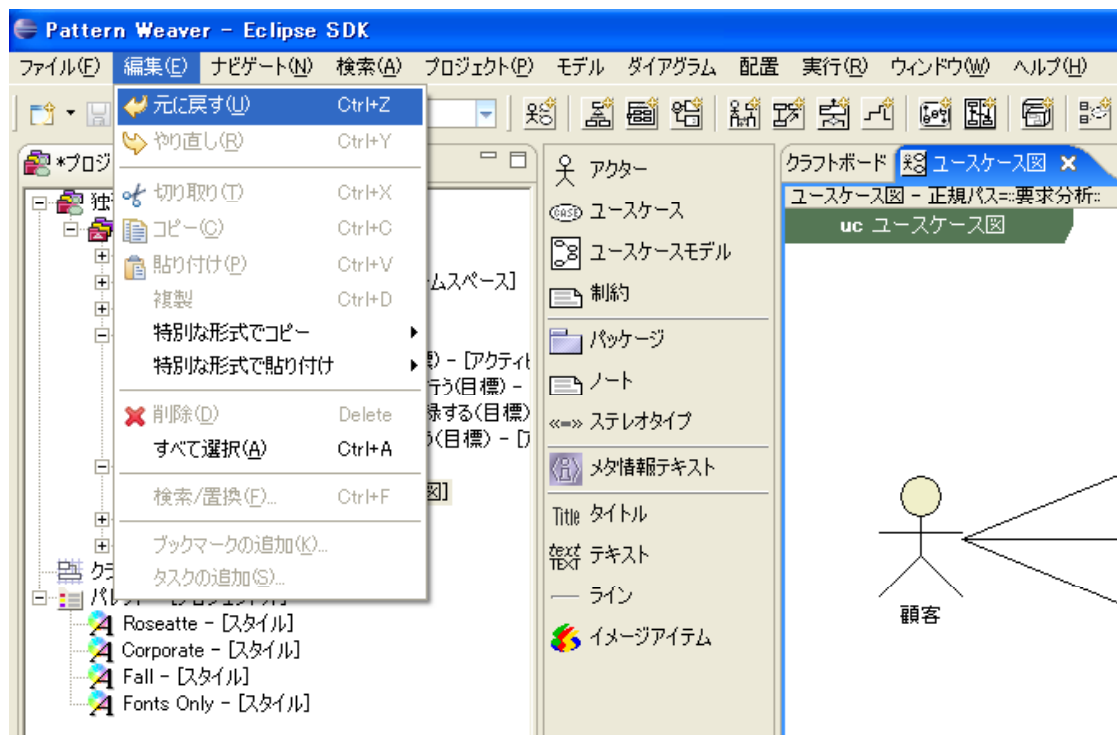 Pattern Weaver - Eclipse SDK
ファイル(F) 編集(E) ナビゲート(N) 検索(A) プロジェクト(P) モデル ダイアグラム 配置 実行(R) ウィンドウ(W) ヘルプ(H)
元に戻す(U) Ctrl+Z
やり直し(R) Ctrl+Y
切り取り(T) Ctrl+X
コピー(C) Ctrl+C
貼り付け(P) Ctrl+V
複製 Ctrl+D
特別な形式でコピー
特別な形式で貼り付け
削除(D) Delete
すべて選択(A) Ctrl+A
検索/置換(F)... Ctrl+F
ブックマークの追加(K)...
タスクの追加(S)...
*プロジ
独
ムスペース]
標) - [アクティビ
行う(目標) -
録する(目標)
う(目標) - [ア
図]
クラ
Roseatte - [スタイル]
Corporate - [スタイル]
Fall - [スタイル]
Fonts Only - [スタイル]
アクター
CASE ユースケース
ユースケースモデル
制約
パッケージ
ノート
«=» ステレオタイプ
{i} メタ情報テキスト
Title タイトル
text TEXT テキスト
ライン
イメージアイテム
クラフトボード ユースケース図
ユースケース図 - 正規パス=::要求分析::
uc ユースケース図
顧客